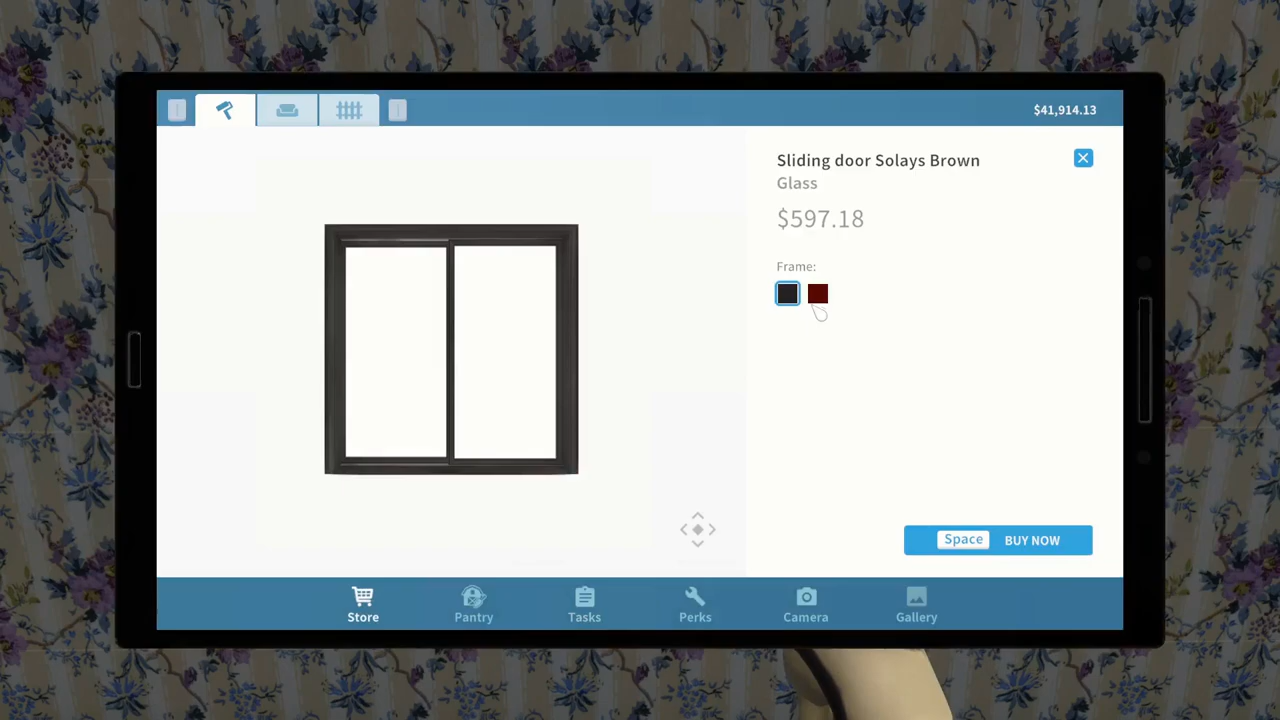 $41,914.13
Sliding door Solays Brown
Glass
$597.18
Frame:
Space BUY NOW
Store Pantry Tasks Perks Camera Gallery